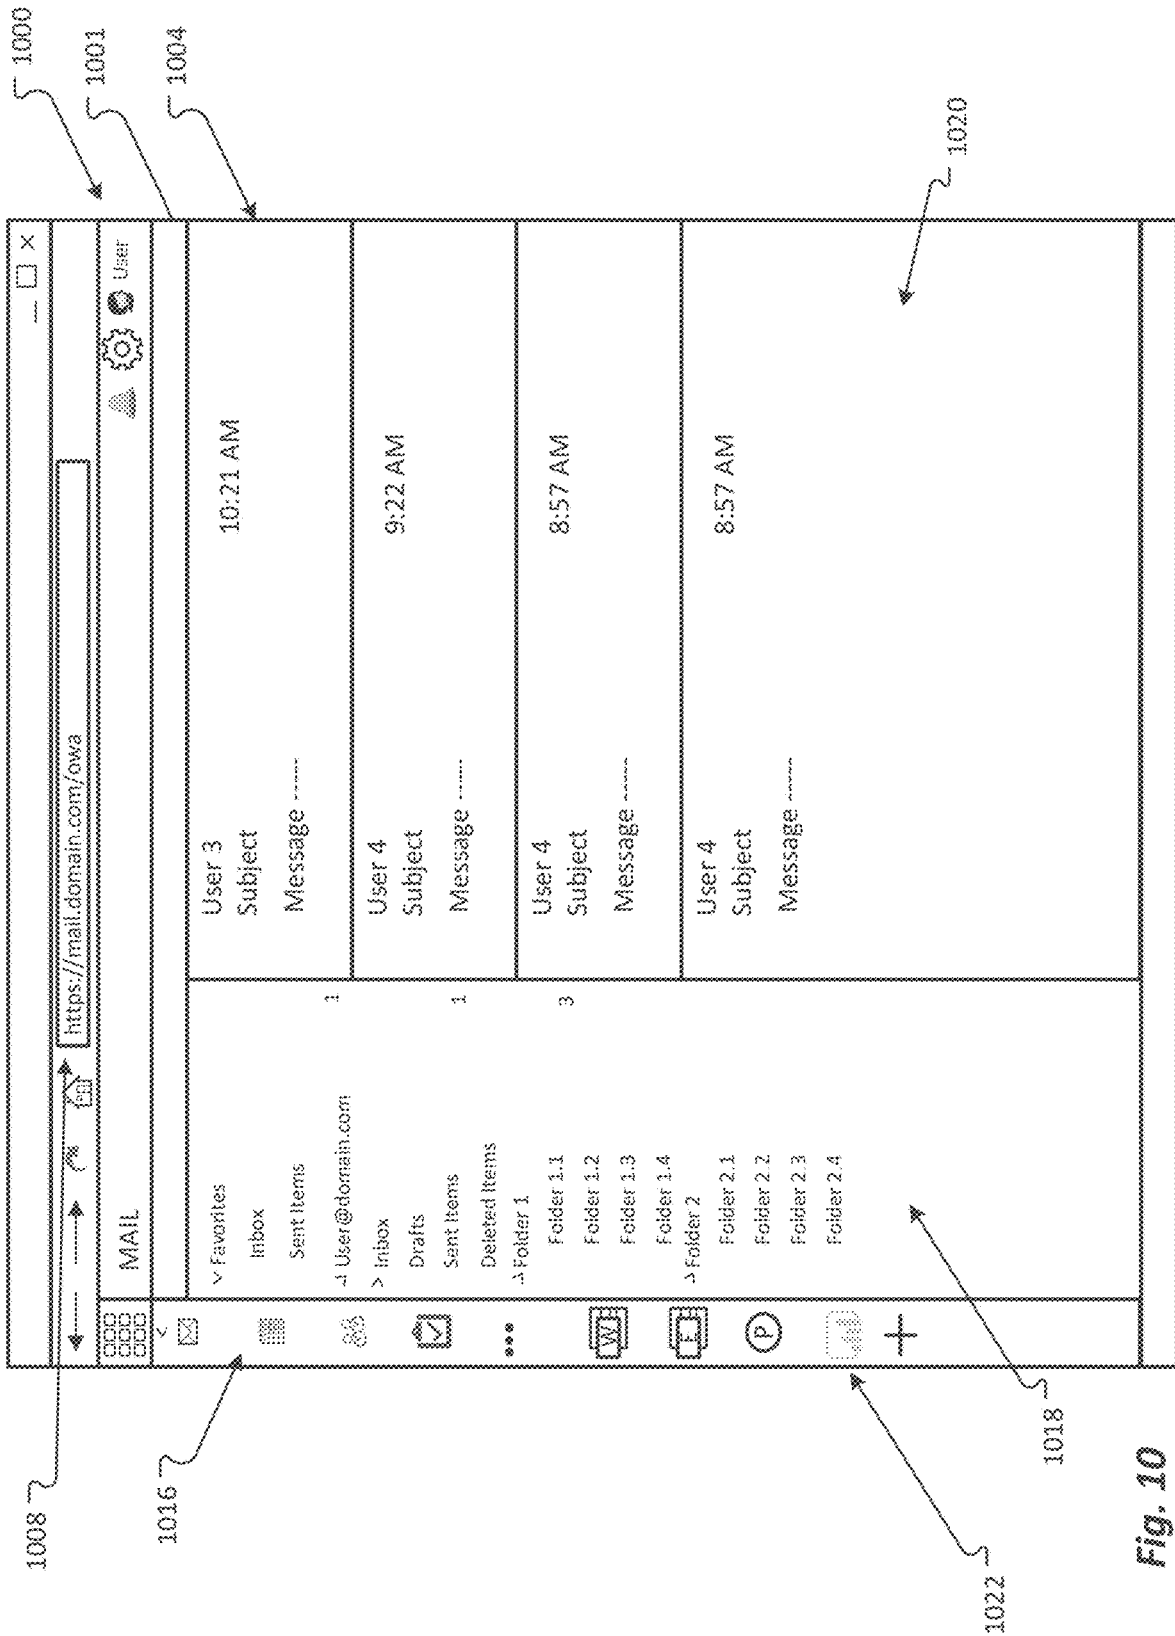 1000
1001
1004
1008
https://mail.domain.com/owa
User
MAIL
1016
Favorites
Inbox
Sent Items
User@domain.com 1
Inbox
Drafts
Sent Items 1
Deleted Items
Folder 1
Folder 1.1 3
Folder 1.2
Folder 1.3
Folder 1.4
Folder 2
Folder 2.1
Folder 2.2
Folder 2.3
Folder 2.4
User 3 10:21 AM
Subject
Message ------
User 4 9:22 AM
Subject
Message ------
User 4 8:57 AM
Subject
Message ------
User 4 8:57 AM
Subject
Message ------
W
P
1020
1022
1018
Fig. 10